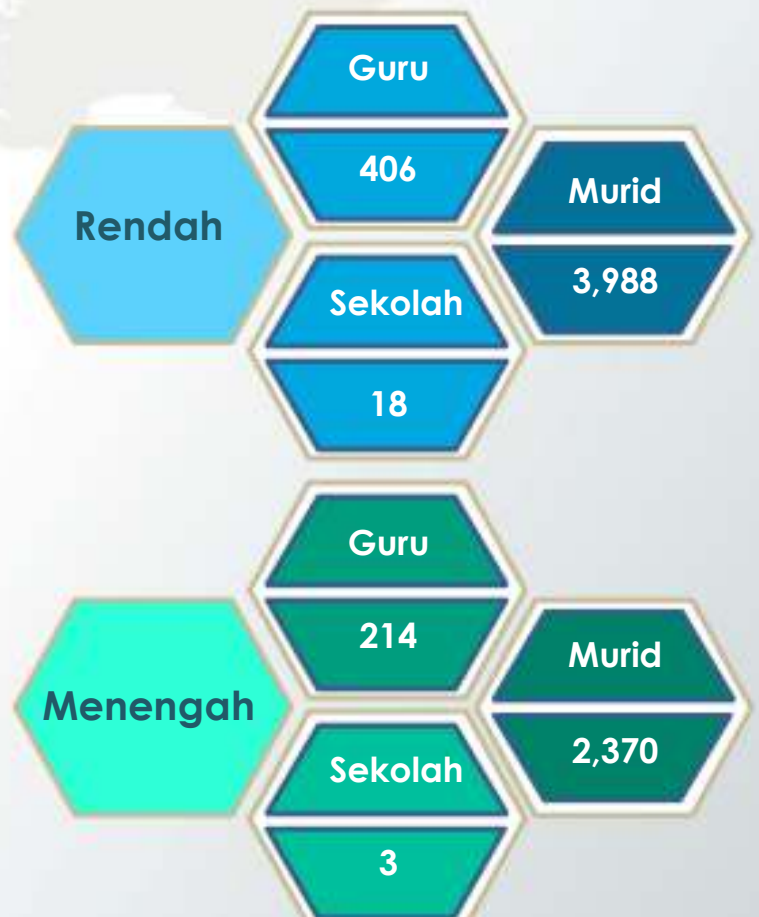 Rendah
Guru
406
Sekolah
18
Murid
3,988
Menengah
Guru
214
Sekolah
3
Murid
2,370